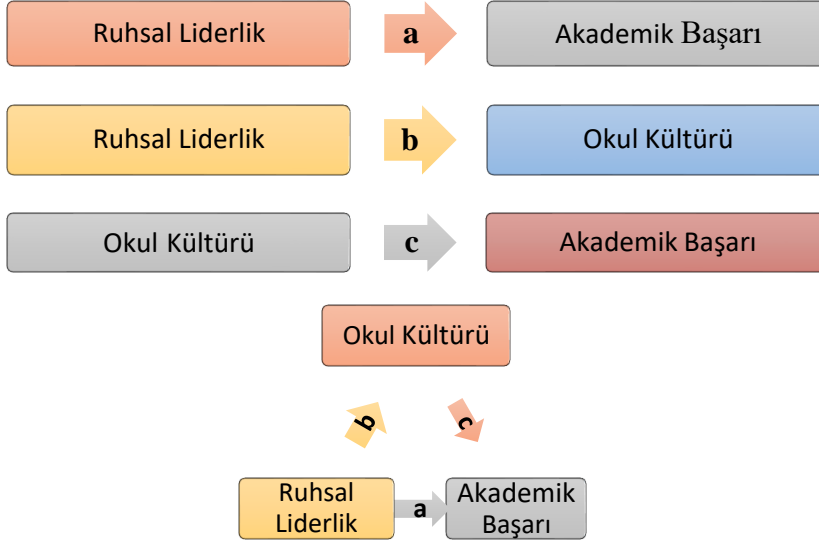 Ruhsal Liderlik a Akademik Başarı
Ruhsal Liderlik b Okul Kültürü
Okul Kültürü c Akademik Başarı
Okul Kültürü
b c
Ruhsal
Liderlik
a
Akademik
Başarı